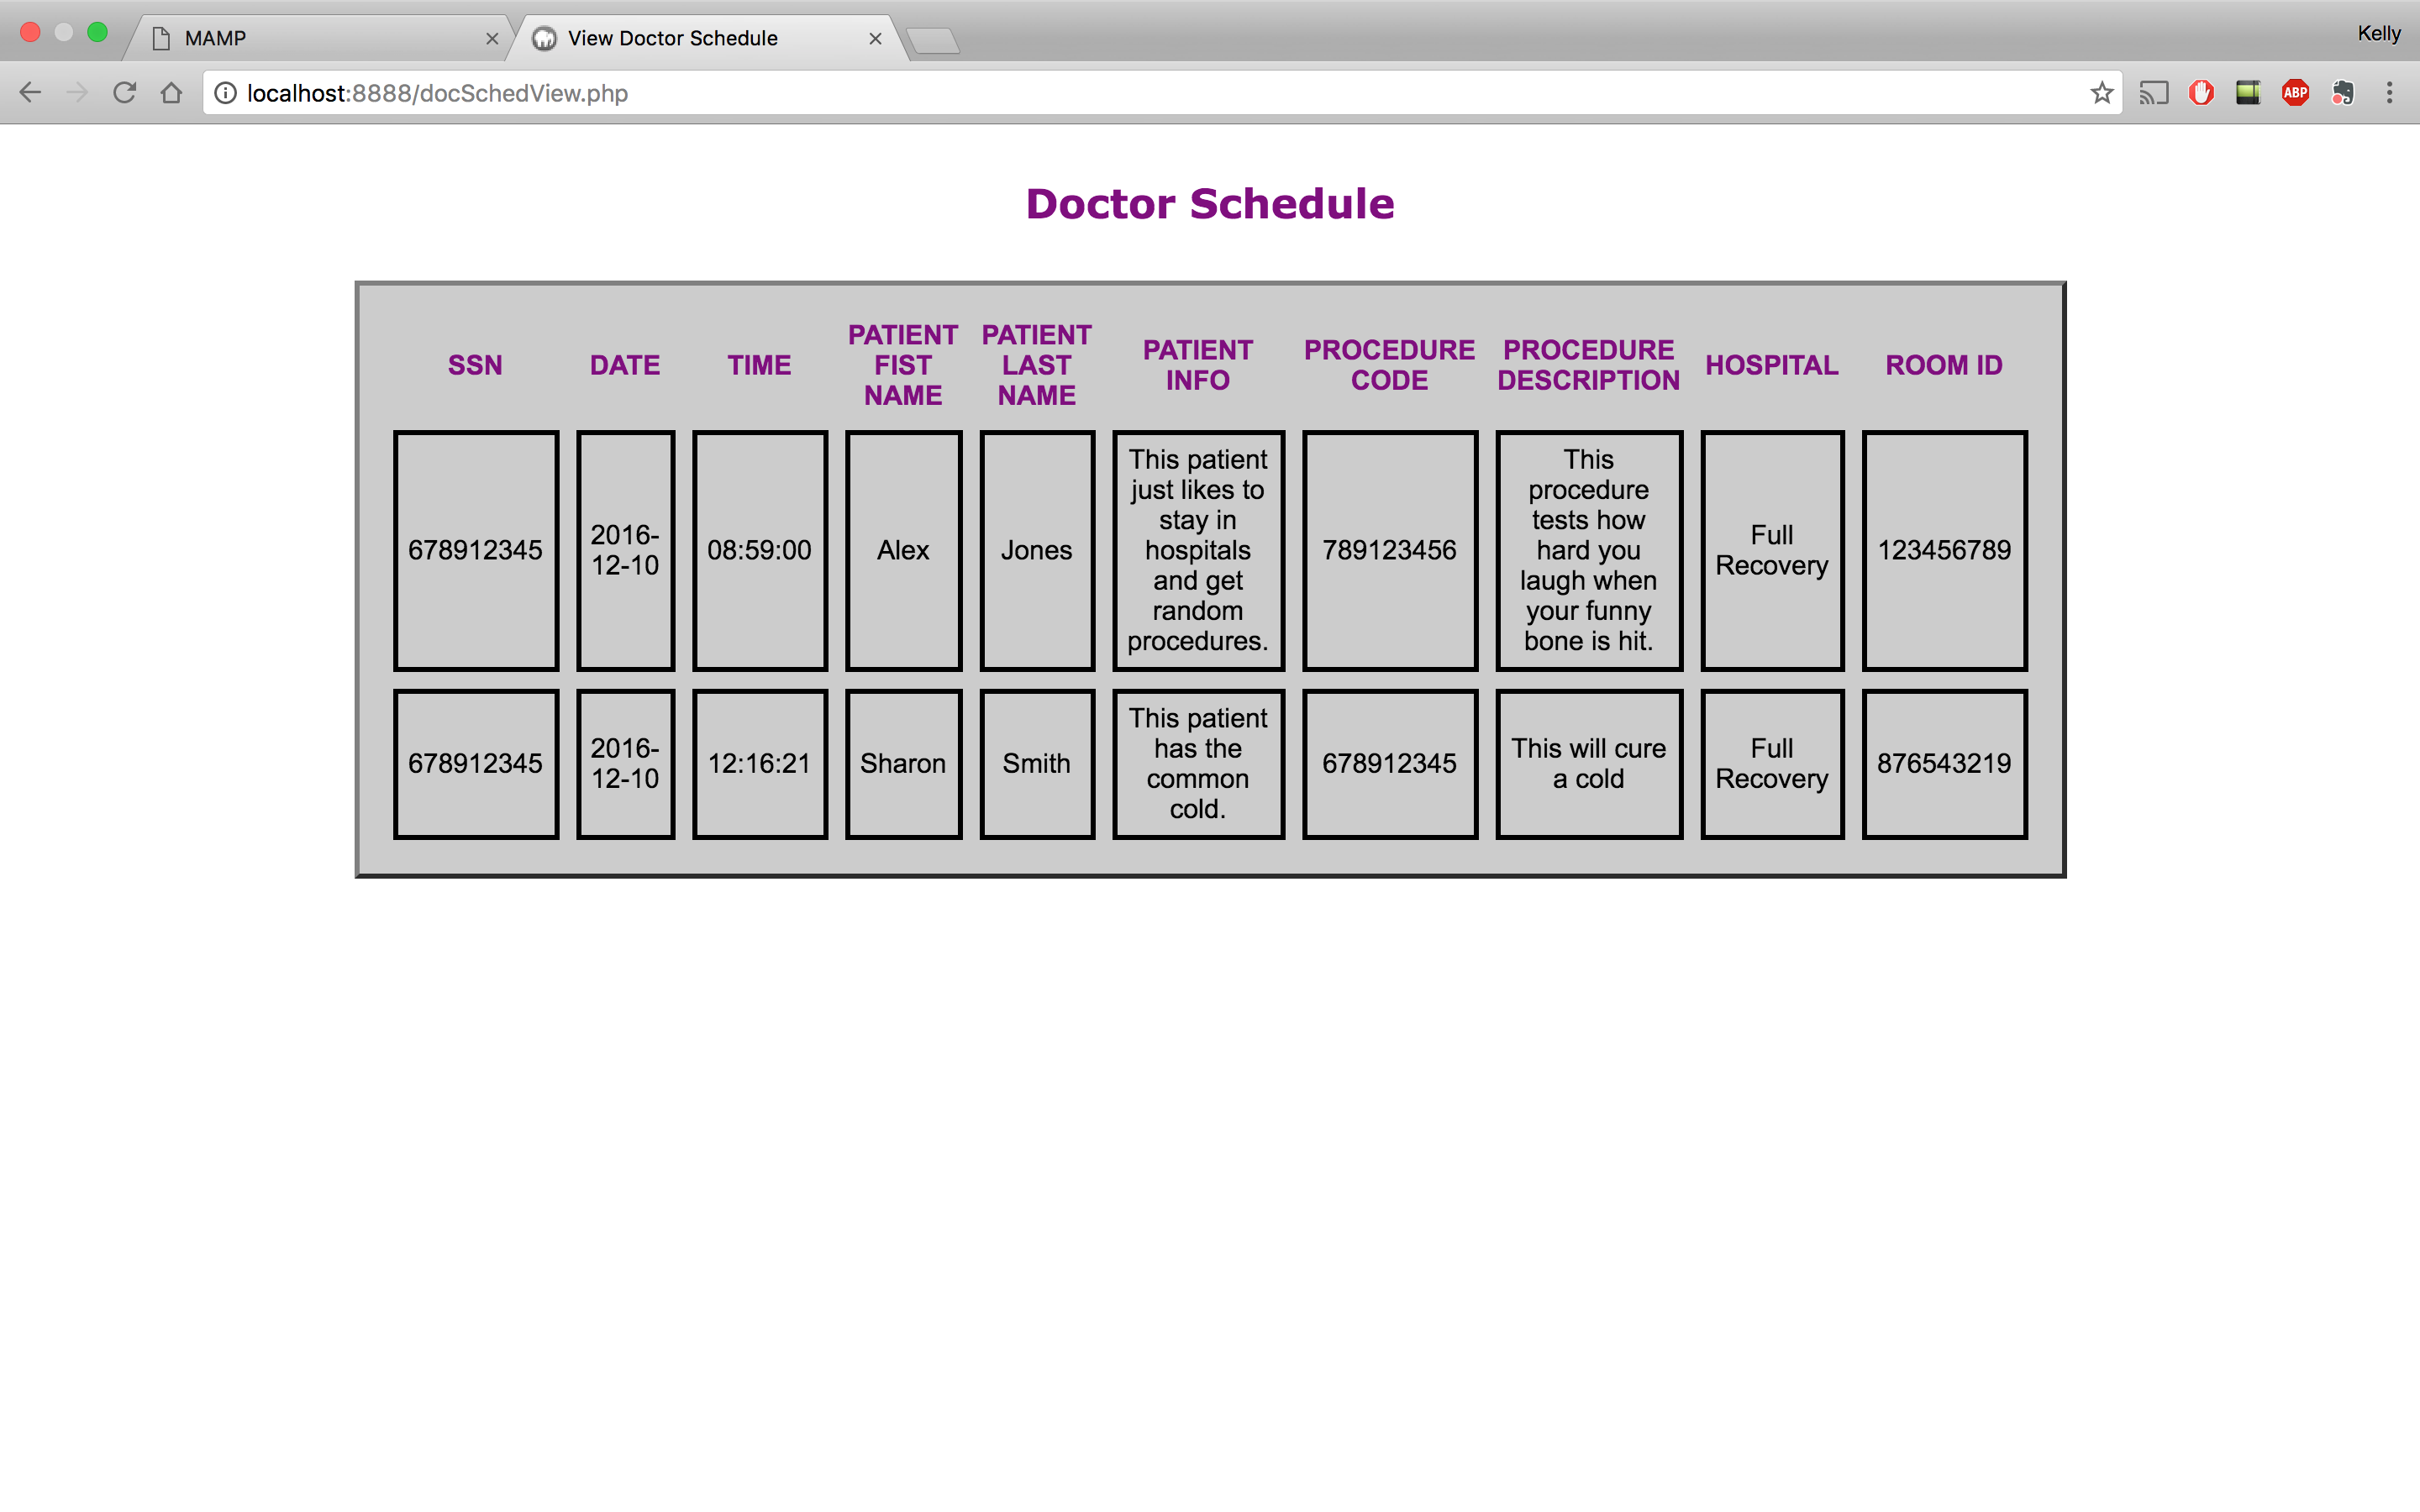 MAMP
View Doctor Schedule
Kelly
localhost:8888/docSchedView.php
ABP
Doctor Schedule
SSN
DATE
TIME
PATIENT
FIST
NAME
PATIENT
LAST
NAME
PATIENT
INFO
PROCEDURE
CODE
PROCEDURE
DESCRIPTION
HOSPITAL
ROOM ID
678912345
2016-
12-10
08:59:00
Alex
Jones
This patient
just likes to
stay in
hospitals
and get
random
procedures.
789123456
This
procedure
tests how
hard you
laugh when
your funny
bone is hit.
Full
Recovery
123456789
678912345
2016-
12-10
12:16:21
Sharon
Smith
This patient
has the
common
cold.
678912345
This will cure
a cold
Full
Recovery
876543219